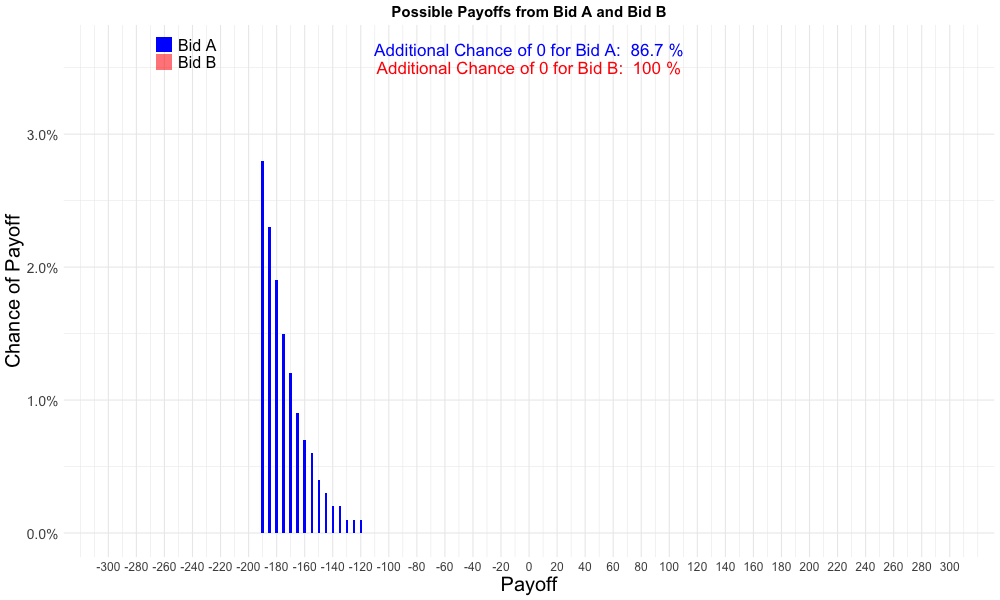 Possible Payoffs from Bid A and Bid B
Bid A
Bid B
Additional Chance of 0 for Bid A:  86.7 %
Additional Chance of 0 for Bid B:  100 %
Chance of Payoff
3.0%
2.0%
1.0%
0.0%
-300 -280 -260 -240 -220 -200 -180 -160 -140 -120 -100 -80 -60 -40 -20 0 20 40 60 80 100 120 140 160 180 200 220 240 260 280 300
Payoff